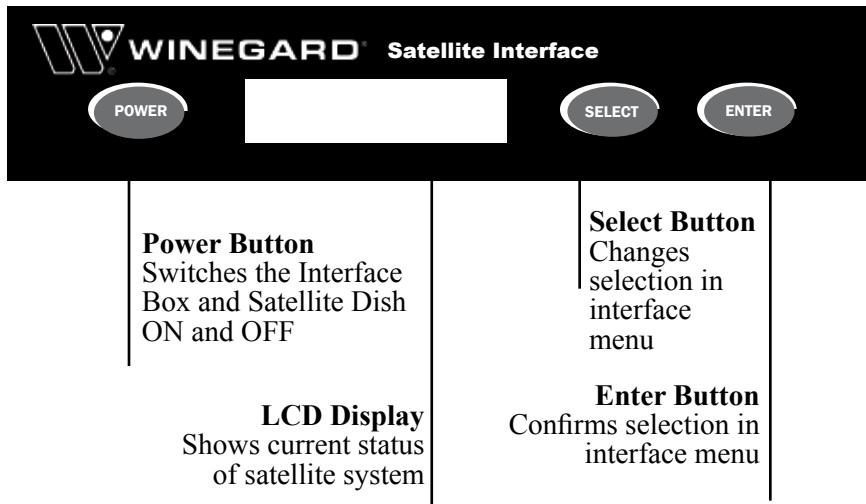 WINEGARD® Satellite Interface
POWER
SELECT
ENTER
Power Button
Switches the Interface
Box and Satellite Dish
ON and OFF
LCD Display
Shows current status
of satellite system
Select Button
Changes
selection in
interface
menu
Enter Button
Confirms selection in
interface menu